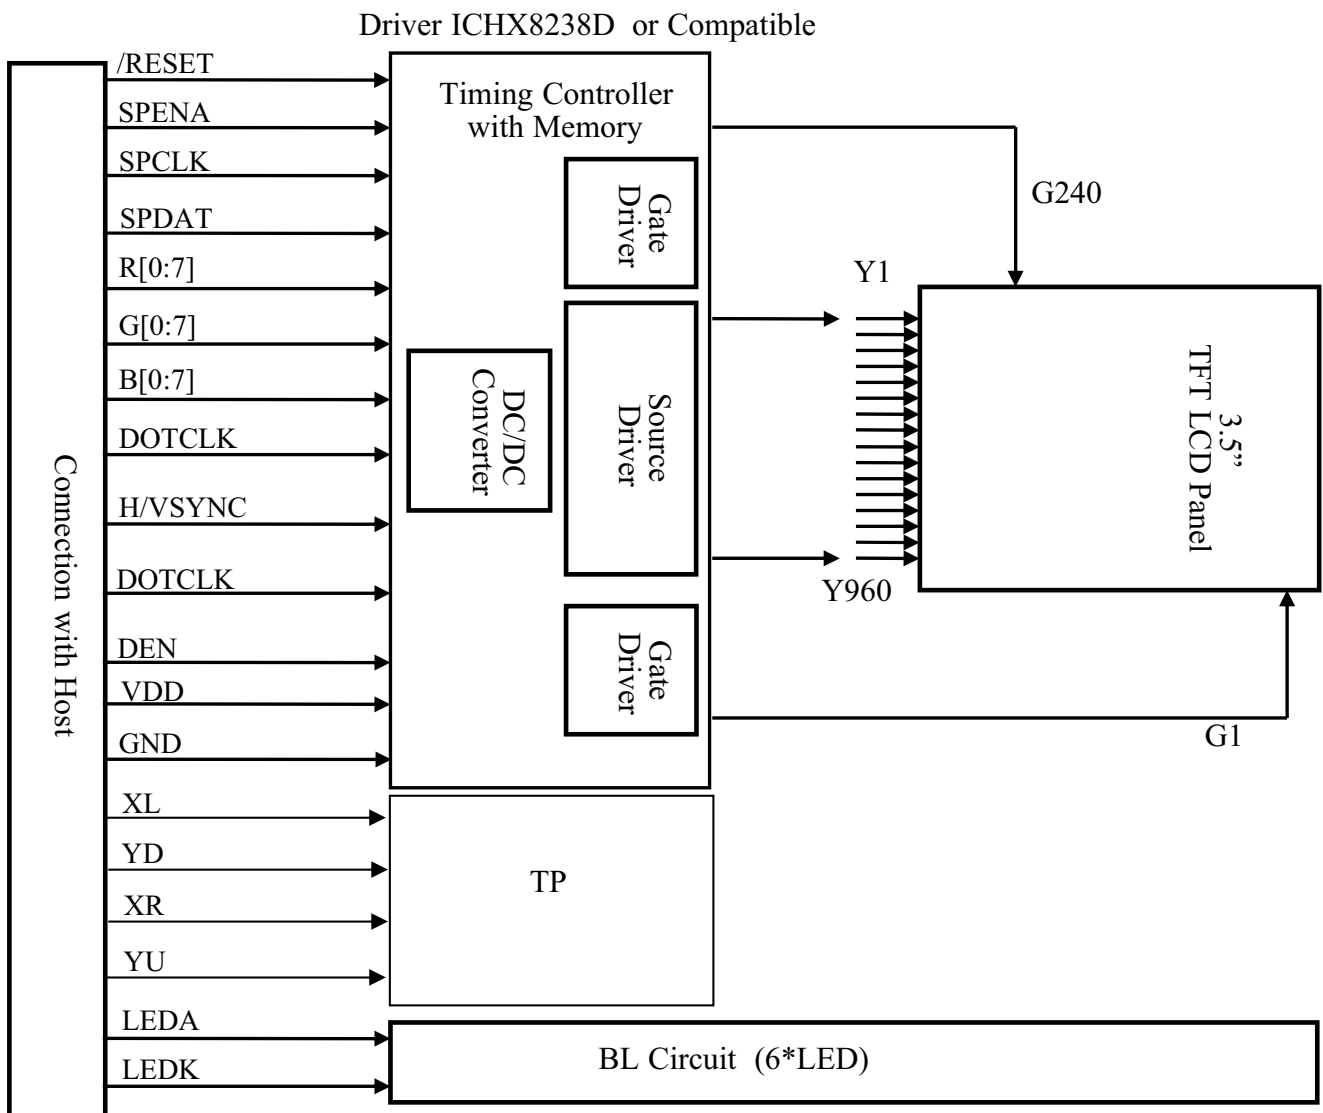 Driver ICHX8238D or Compatible
/RESET
SPENA
SPCLK
SPDAT
R[0:7]
G[0:7]
B[0:7]
DOTCLK
H/VSYNC
DOTCLK
DEN
VDD
GND
XL
YD
XR
YU
LEDA
LEDK
Connection with Host
Timing Controller
with Memory
Gate
Driver
DC/DC
Converter
Source
Driver
Gate
Driver
G240
Y1
Y960
G1
3.5”
TFT LCD Panel
TP
BL Circuit (6*LED)